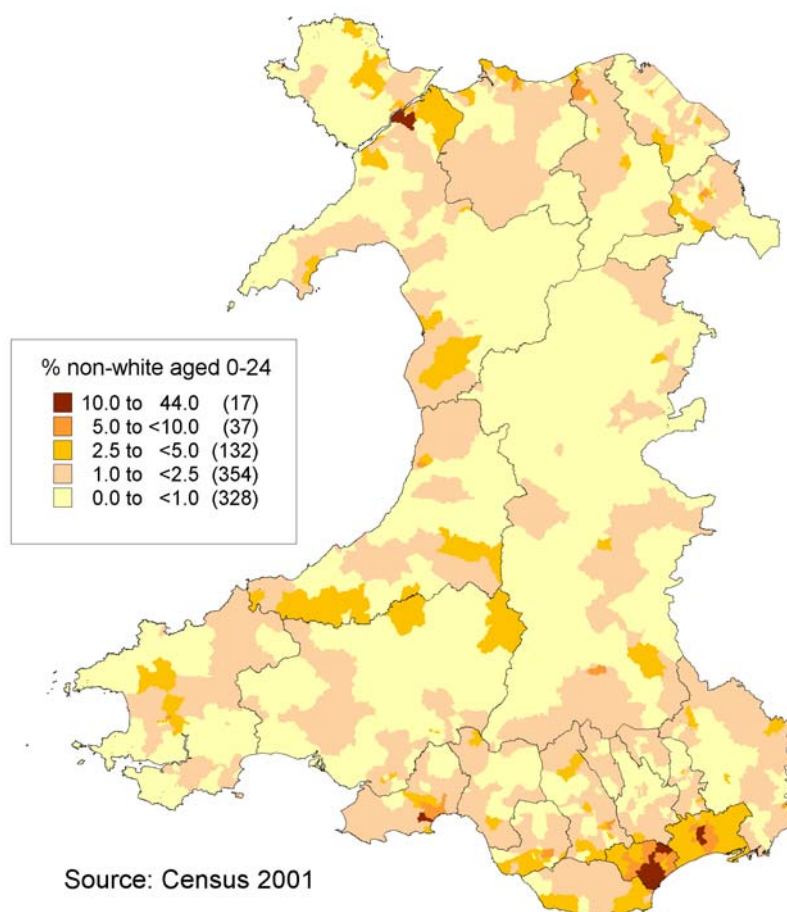 % non-white aged 0-24
10.0 to 44.0 (17)
5.0 to <10.0 (37)
2.5 to <5.0 (132)
1.0 to <2.5 (354)
0.0 to <1.0 (328)
Source: Census 2001